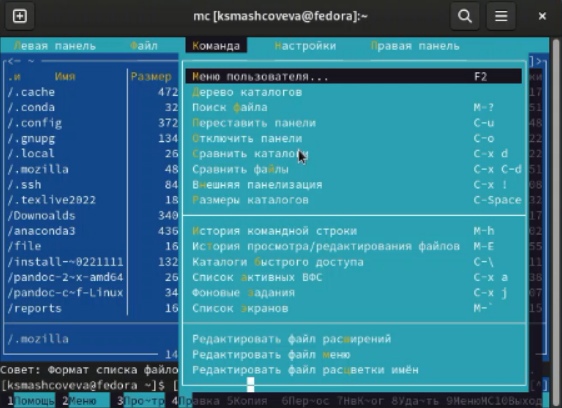 mc [ksmashcoveva@fedora]:~
Левая панель Файл Команда Настройки Правая панель
<- ~
.и Имя Размер
Меню пользователя... F2
/.cache 472 Дерево каталогов
/.conda 32 Поиск файла M-?
/.config 372 Переставить панели C-u
/.gnupg 134 Отключить панели C-o
/.local 26 Сравнить каталоги C-x d
/.mozilla 48 Сравнить файлы C-x C-d
/.ssh 84 Внешняя панелизация C-x !
/.texlive2022 18 Размеры каталогов C-Space
/Downoalds 340
/anaconda3 436 История командной строки M-h
/file 16 История просмотра/редактирования файлов M-E
/install-~0221111 132 Каталоги быстрого доступа C-\
/pandoc-2~x-amd64 26 Список активных ВФС C-x a
/pandoc-c~f-Linux 34 Фоновые задания C-x j
/reports 16 Список экранов M-`
/.mozilla Редактировать файл расширений
14 Редактировать файл меню
Совет: Формат списка файло Редактировать файл расцветки имён
[ksmashcoveva@fedora ~]$ [^]
1Помощь 2Меню 3Про~тр 4Правка 5Копия 6Пер~ос 7НвК~ог 8Уда~ть 9МенюMC10Выход